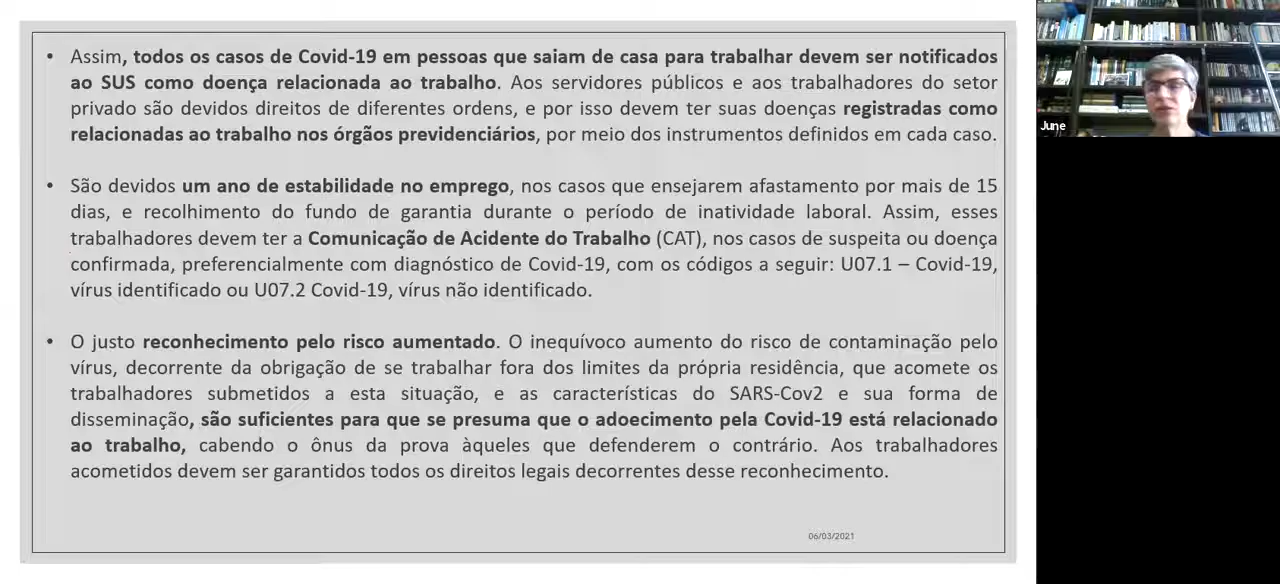 • Assim, todos os casos de Covid-19 em pessoas que saiam de casa para trabalhar devem ser notificados
ao SUS como doença relacionada ao trabalho. Aos servidores públicos e aos trabalhadores do setor
privado são devidos direitos de diferentes ordens, e por isso devem ter suas doenças registradas como
relacionadas ao trabalho nos órgãos previdenciários, por meio dos instrumentos definidos em cada caso.
• São devidos um ano de estabilidade no emprego, nos casos que ensejarem afastamento por mais de 15
dias, e recolhimento do fundo de garantia durante o período de inatividade laboral. Assim, esses
trabalhadores devem ter a Comunicação de Acidente do Trabalho (CAT), nos casos de suspeita ou doença
confirmada, preferencialmente com diagnóstico de Covid-19, com os códigos a seguir: U07.1 – Covid-19,
vírus identificado ou U07.2 Covid-19, vírus não identificado.
• O justo reconhecimento pelo risco aumentado. O inequívoco aumento do risco de contaminação pelo
vírus, decorrente da obrigação de se trabalhar fora dos limites da própria residência, que acomete os
trabalhadores submetidos a esta situação, e as características do SARS-Cov2 e sua forma de
disseminação, são suficientes para que se presuma que o adoecimento pela Covid-19 está relacionado
ao trabalho, cabendo o ônus da prova àqueles que defenderem o contrário. Aos trabalhadores
acometidos devem ser garantidos todos os direitos legais decorrentes desse reconhecimento.
06/03/2021
June